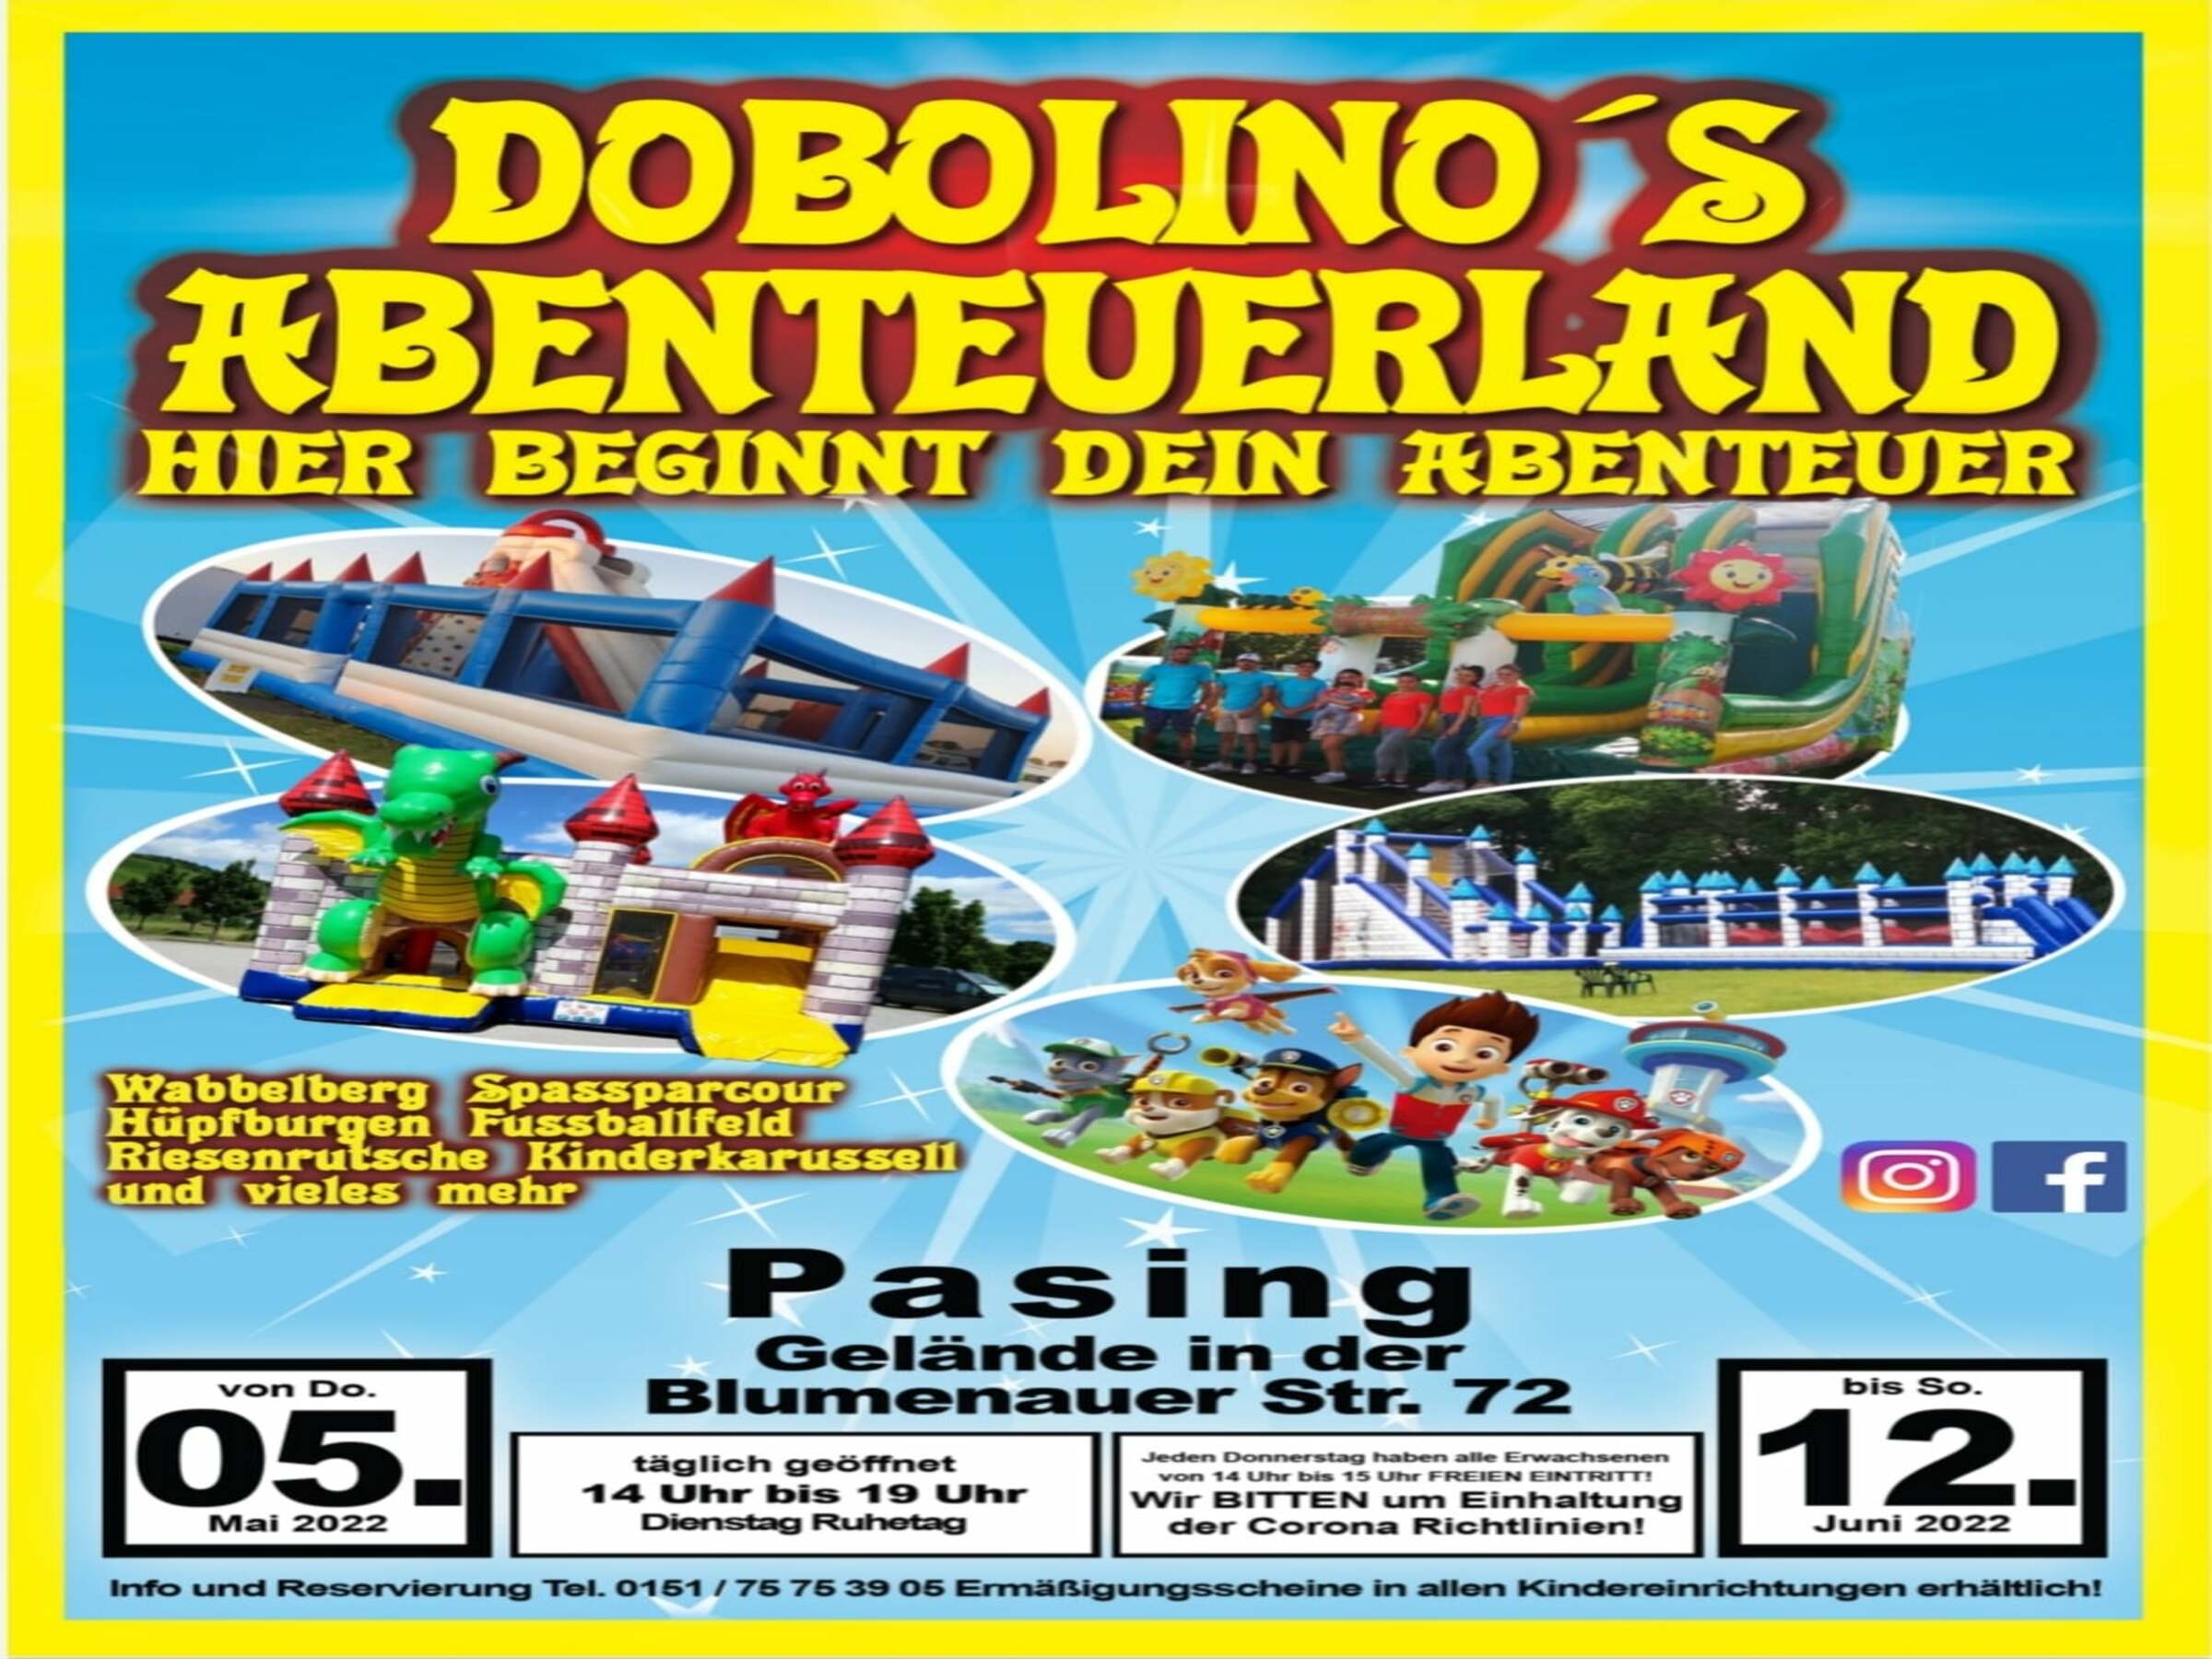 DOBOLINO´S
ABENTEUERLAND
HIER BEGINNT DEIN ABENTEUER
Wabbelberg Spassparcour
Hüpfburgen Fussballfeld
Riesenrutsche Kinderkarussell
und vieles mehr
Pasing
Gelände in der
Blumenauer Str. 72
von Do.
05.
Mai 2022
täglich geöffnet
14 Uhr bis 19 Uhr
Dienstag Ruhetag
Jeden Donnerstag haben alle Erwachsenen
von 14 Uhr bis 15 Uhr FREIEN EINTRITT!
Wir BITTEN um Einhaltung
der Corona Richtlinien!
bis So.
12.
Juni 2022
Info und Reservierung Tel. 0151 / 75 75 39 05 Ermäßigungsscheine in allen Kindereinrichtungen erhältlich!